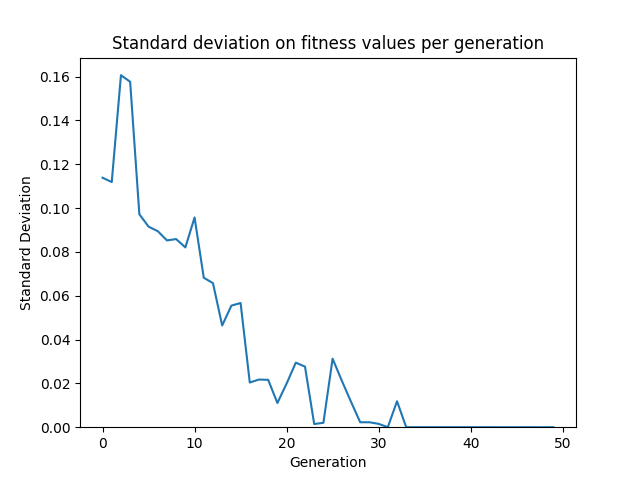 Standard deviation on fitness values per generation
0.16
0.14
0.12
0.10
0.08
0.06
0.04
0.02
0.00
Standard Deviation
0 10 20 30 40 50
Generation